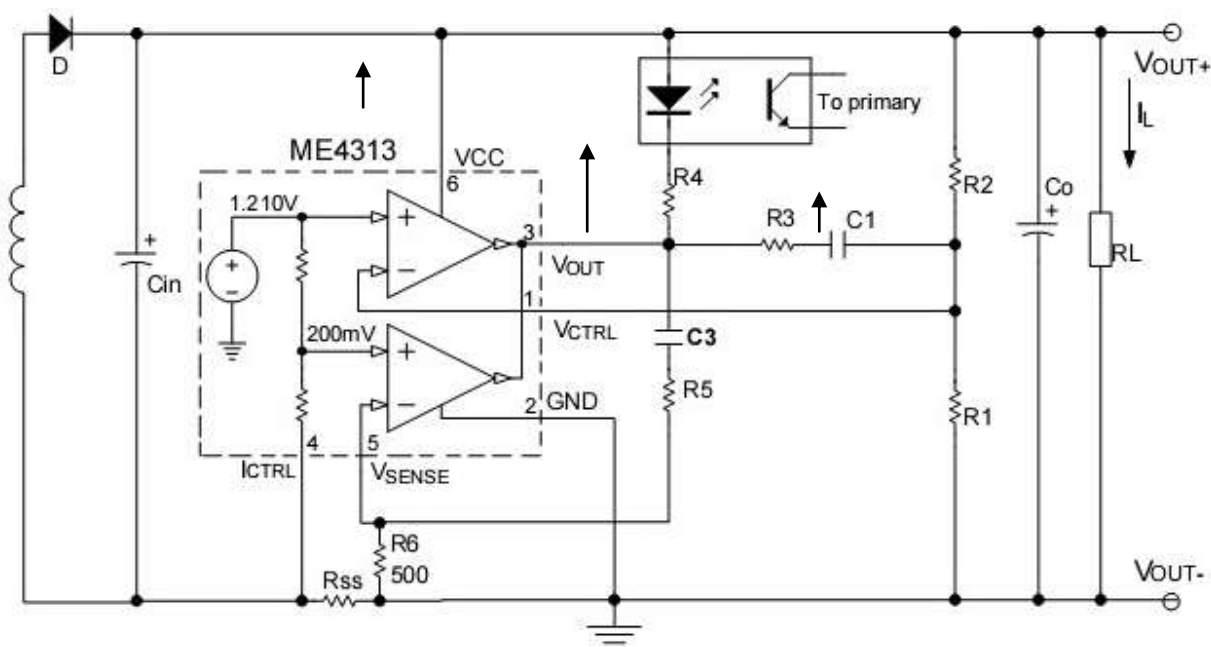 D
VOUT+
To primary
IL
ME4313
VCC
6
R4
R2
1.210V
+
R3
C1
Co
+
3
+
Cin
+
−
−
VOUT
RL
1
200mV
+
VCTRL
C3
R5
−
2
GND
R1
4
5
ICTRL
VSENSE
R6
500
Rss
VOUT-